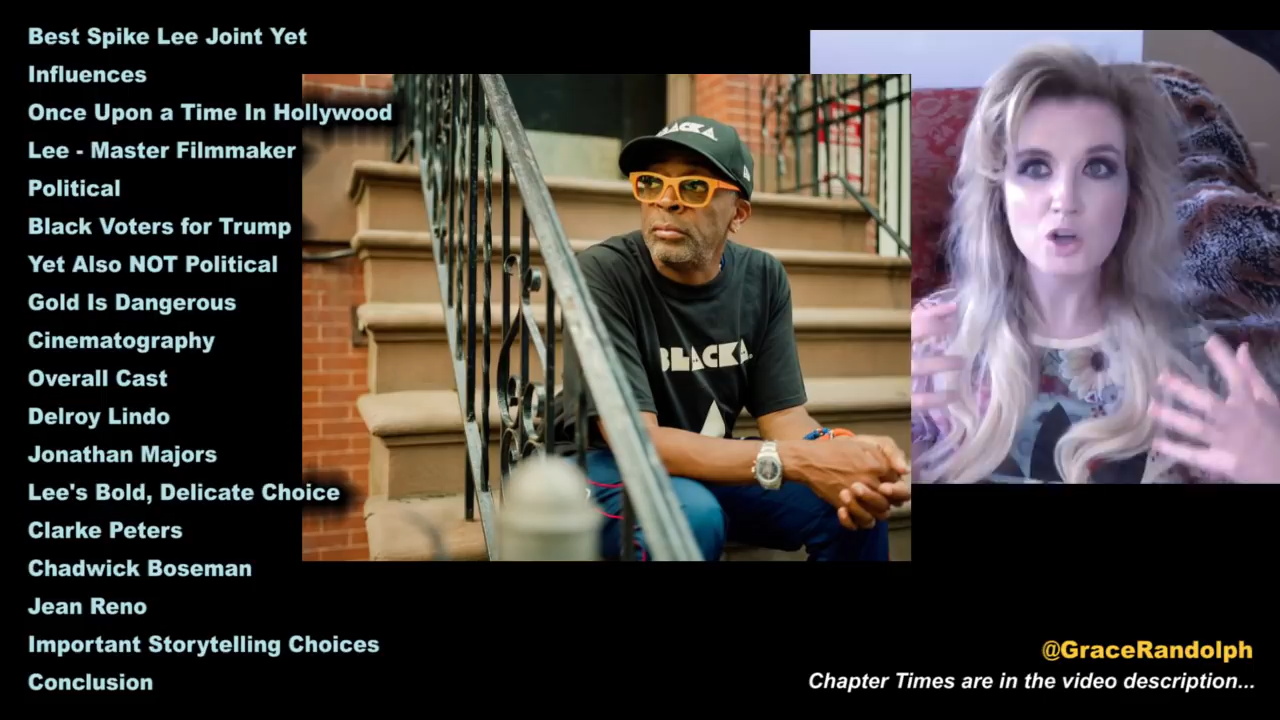 Best Spike Lee Joint Yet
Influences
Once Upon a Time In Hollywood
Lee - Master Filmmaker
Political
Black Voters for Trump
Yet Also NOT Political
Gold Is Dangerous
Cinematography
Overall Cast
Delroy Lindo
Jonathan Majors
Lee's Bold, Delicate Choice
Clarke Peters
Chadwick Boseman
Jean Reno
Important Storytelling Choices
Conclusion
@GraceRandolph
Chapter Times are in the video description...